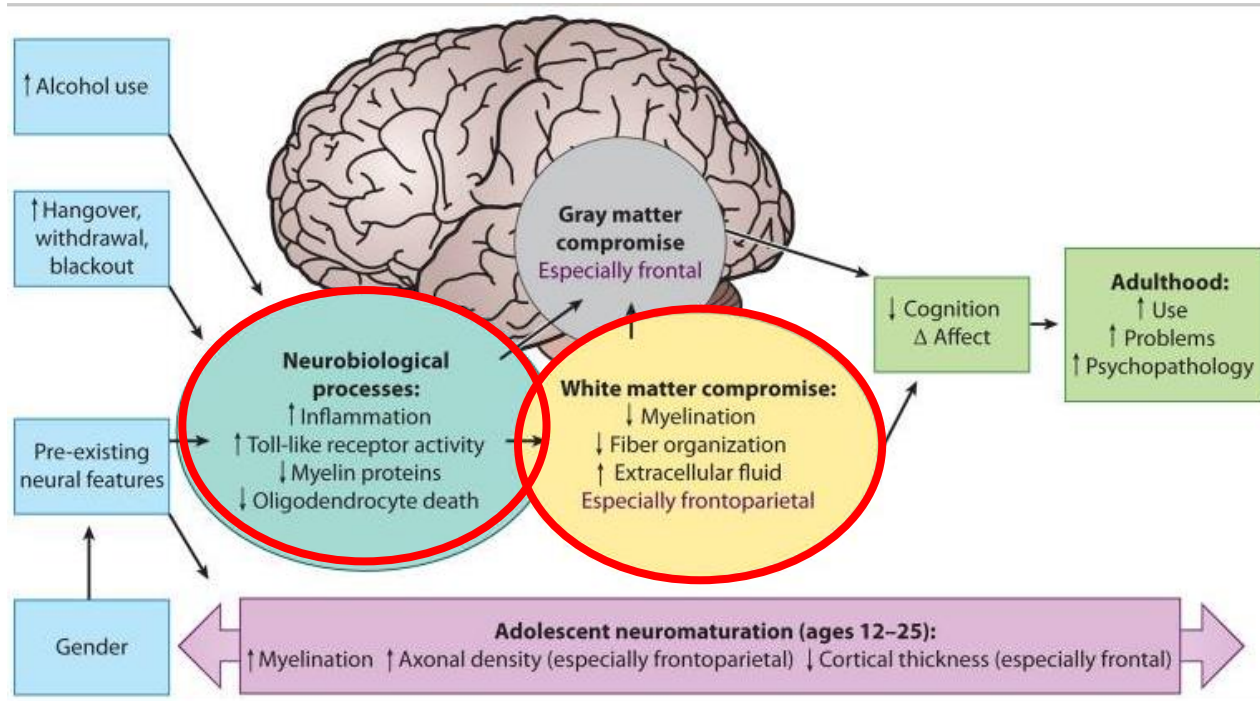 ↑Alcohol use
↑Hangover,
withdrawal,
blackout
Pre-existing
neural features
Gender
Neurobiological
processes:
↑Inflammation
↑Toll-like receptor activity
↓Myelin proteins
↓Oligodendrocyte death
Gray matter
compromise
Especially frontal
White matter compromise:
↓ Myelination
↓ Fiber organization
↑ Extracellular fluid
Especially frontoparietal
↓ Cognition
Δ Affect
Adulthood:
↑ Use
↑ Problems
↑Psychopathology
Adolescent neuromaturation (ages 12–25):
↑Myelination ↑Axonal density (especially frontoparietal) ↓Cortical thickness (especially frontal)